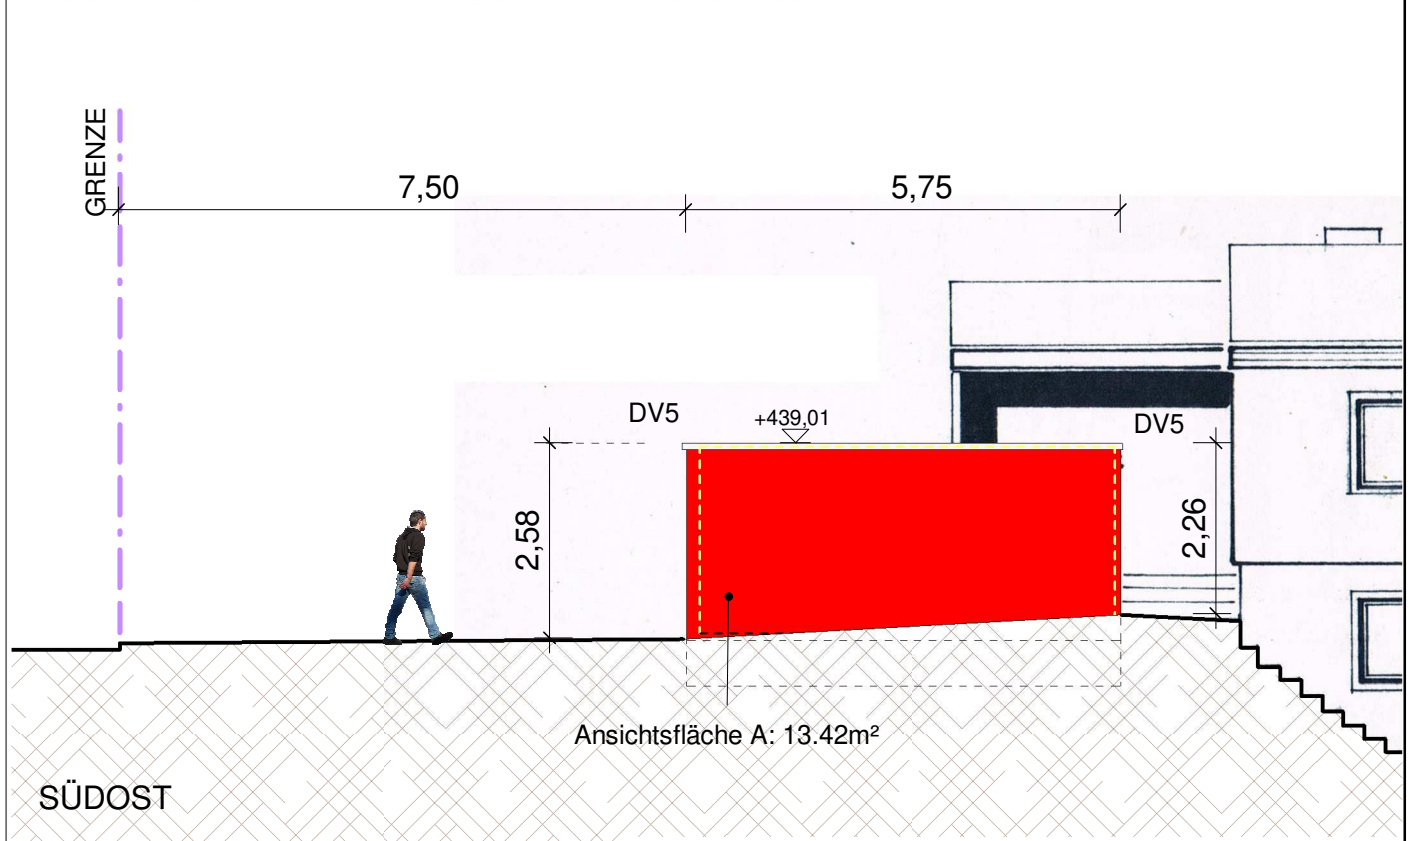 GRENZE
7,50
5,75
DV5
+439,01
DV5
2,58
2,26
Ansichtsfläche A: 13.42m²
SÜDOST